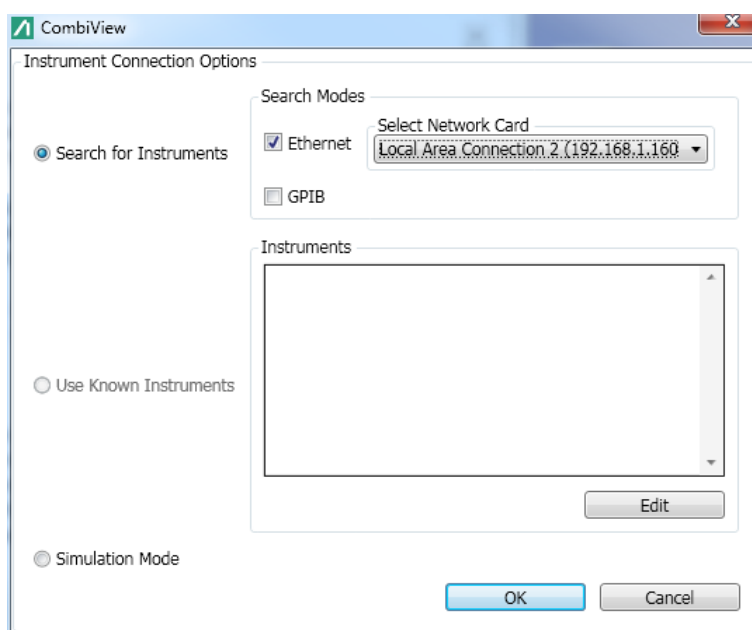 CombiView
Instrument Connection Options
Search Modes
Search for Instruments
Ethernet
Select Network Card
Local Area Connection 2 (192.168.1.160
GPIB
Instruments
Use Known Instruments
Edit
Simulation Mode
OK
Cancel